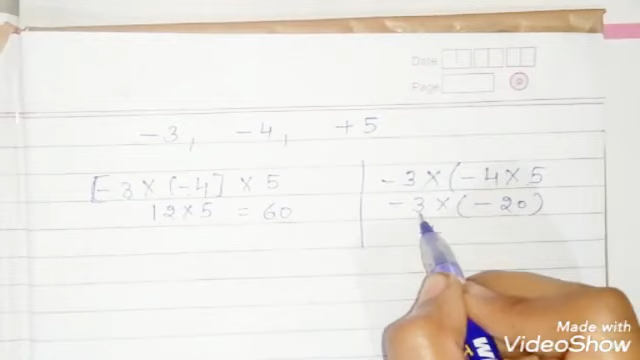 Date
Page
-3, -4, +5
[-3×(-4] ×5
12×5 = 60
-3×(-4×5
-3×(-20)
W
Made with
VideoShow